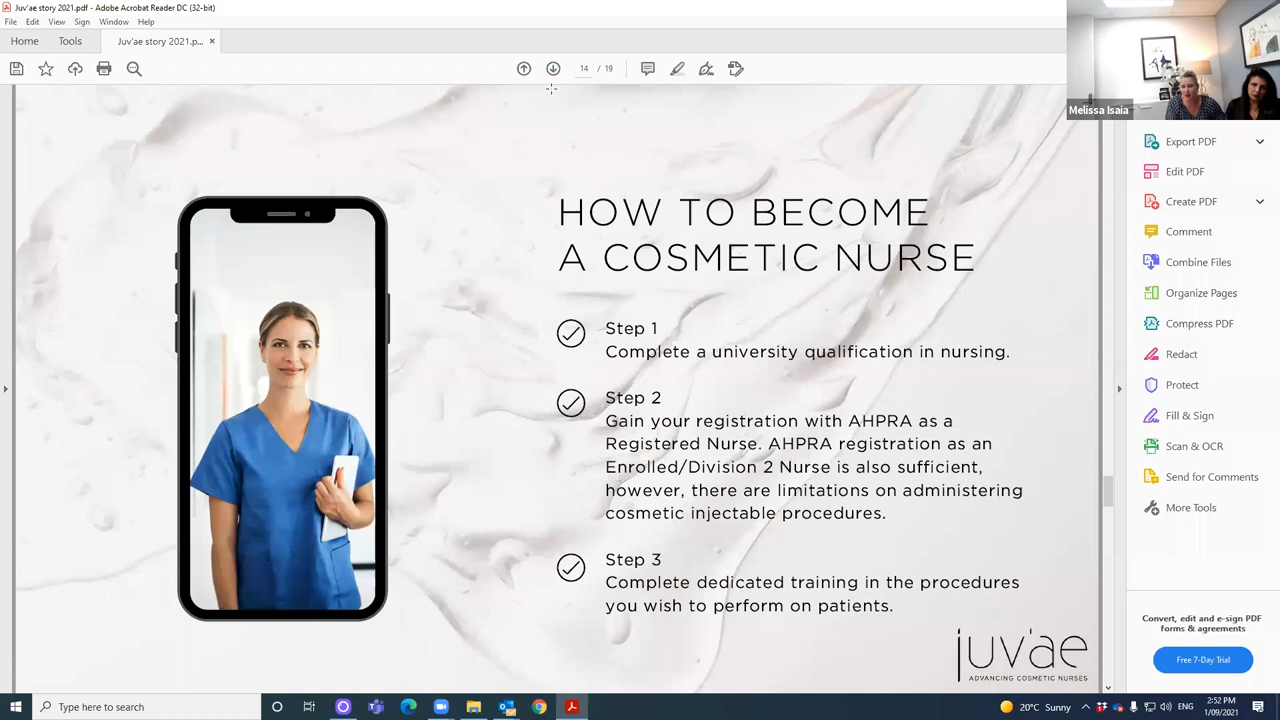 Juv'ae story 2021.pdf - Adobe Acrobat Reader DC (32-bit)
File Edit View Sign Window Help
Home Tools Juv'ae story 2021.p... ×
14 / 19
Melissa Isaia
HOW TO BECOME
A COSMETIC NURSE
Step 1
Complete a university qualification in nursing.
Step 2
Gain your registration with AHPRA as a
Registered Nurse. AHPRA registration as an
Enrolled/Division 2 Nurse is also sufficient,
however, there are limitations on administering
cosmetic injectable procedures.
Step 3
Complete dedicated training in the procedures
you wish to perform on patients.
juv'ae
ADVANCING COSMETIC NURSES
Export PDF
Edit PDF
Create PDF
Comment
Combine Files
Organize Pages
Compress PDF
Redact
Protect
Fill & Sign
Scan & OCR
Send for Comments
More Tools
Convert, edit and e-sign PDF
forms & agreements
Free 7-Day Trial
Type here to search
20°C Sunny
ENG
2:52 PM
1/09/2021